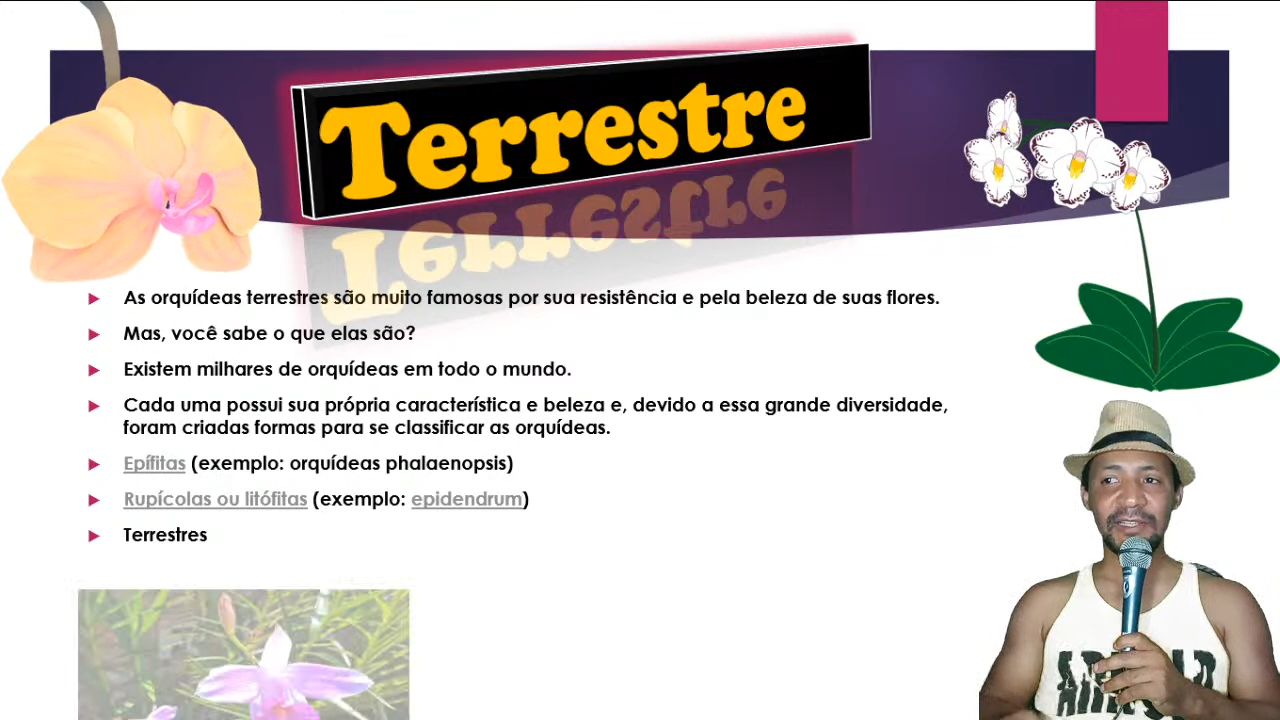 Terrestre
As orquídeas terrestres são muito famosas por sua resistência e pela beleza de suas flores.
Mas, você sabe o que elas são?
Existem milhares de orquídeas em todo o mundo.
Cada uma possui sua própria característica e beleza e, devido a essa grande diversidade,
foram criadas formas para se classificar as orquídeas.
Epífitas (exemplo: orquídeas phalaenopsis)
Rupícolas ou litófitas (exemplo: epidendrum)
Terrestres